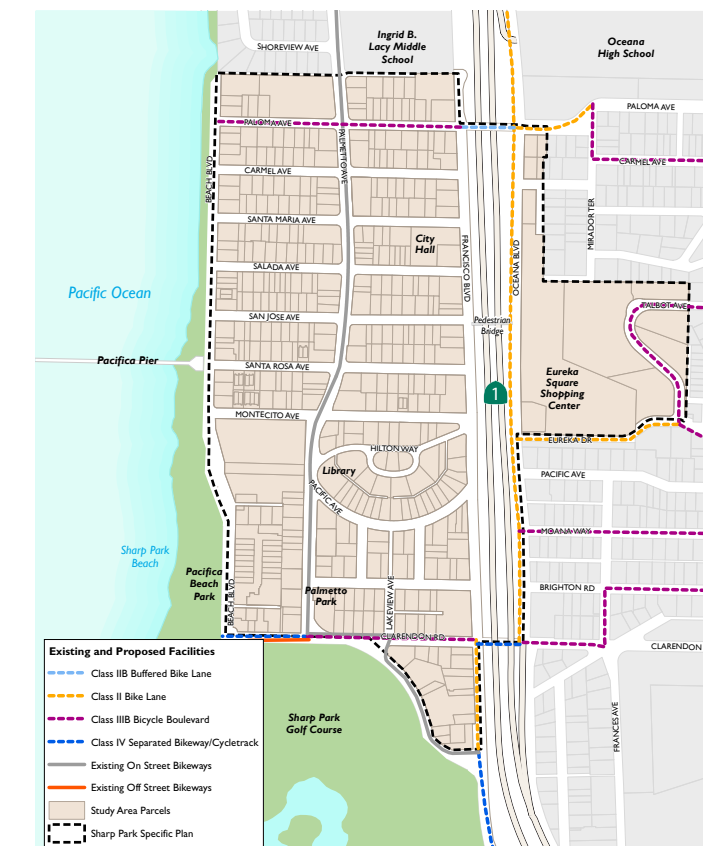 Ingrid B.
Lacy Middle
School
Oceana
High School
SHOREVIEW AVE
PALOMA AVE
PALOMA AVE
PALMETTO AVE
CARMEL AVE
CARMEL AVE
BEACH BLVD
MIRADOR TER
SANTA MARIA AVE
City
Hall
FRANCISCO BLVD
OCEANA BLVD
SALADA AVE
Pacific Ocean
TALBOT AVE
SAN JOSE AVE
Pedestrian
Bridge
Pacifica Pier
SANTA ROSA AVE
Eureka
Square
Shopping
Center
1
MONTECITO AVE
EUREKA DR
HILTON WAY
Library
PACIFIC AVE
PACIFIC AVE
MOANA WAY
Sharp Park
Beach
Pacifica
Beach
Park
BEACH BLVD
Palmetto
Park
LAKEVIEW AVE
BRIGHTON RD
CLARENDON RD
CLARENDON
FRANCES AVE
Sharp Park
Golf Course
Existing and Proposed Facilities
Class IIB Buffered Bike Lane
Class II Bike Lane
Class IIIB Bicycle Boulevard
Class IV Separated Bikeway/Cycletrack
Existing On Street Bikeways
Existing Off Street Bikeways
Study Area Parcels
Sharp Park Specific Plan